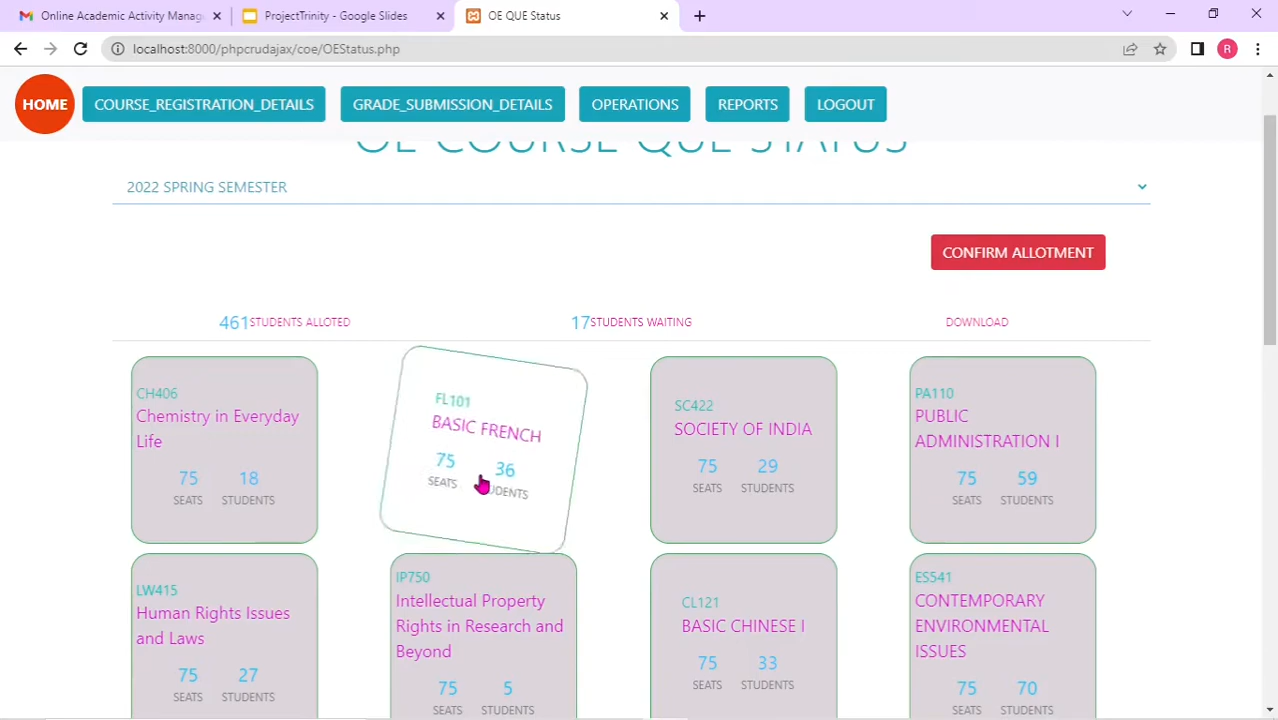 Online Academic Activity Manag
ProjectTrinity - Google Slides
OE QUE Status
localhost:8000/phpcrudajax/coe/OEStatus.php
R
HOME
COURSE_REGISTRATION_DETAILS
GRADE_SUBMISSION_DETAILS
OPERATIONS
REPORTS
LOGOUT
OE COURSE QUE STATUS
2022 SPRING SEMESTER
CONFIRM ALLOTMENT
461STUDENTS ALLOTED
17STUDENTS WAITING
DOWNLOAD
CH406
Chemistry in Everyday
Life
75 18
SEATS STUDENTS
FL101
BASIC FRENCH
75 36
SEATS UDENTS
SC422
SOCIETY OF INDIA
75 29
SEATS STUDENTS
PA110
PUBLIC
ADMINISTRATION I
75 59
SEATS STUDENTS
LW415
Human Rights Issues
and Laws
75 27
SEATS STUDENTS
IP750
Intellectual Property
Rights in Research and
Beyond
75 5
SEATS STUDENTS
CL121
BASIC CHINESE I
75 33
SEATS STUDENTS
ES541
CONTEMPORARY
ENVIRONMENTAL
ISSUES
75 70
SEATS STUDENTS